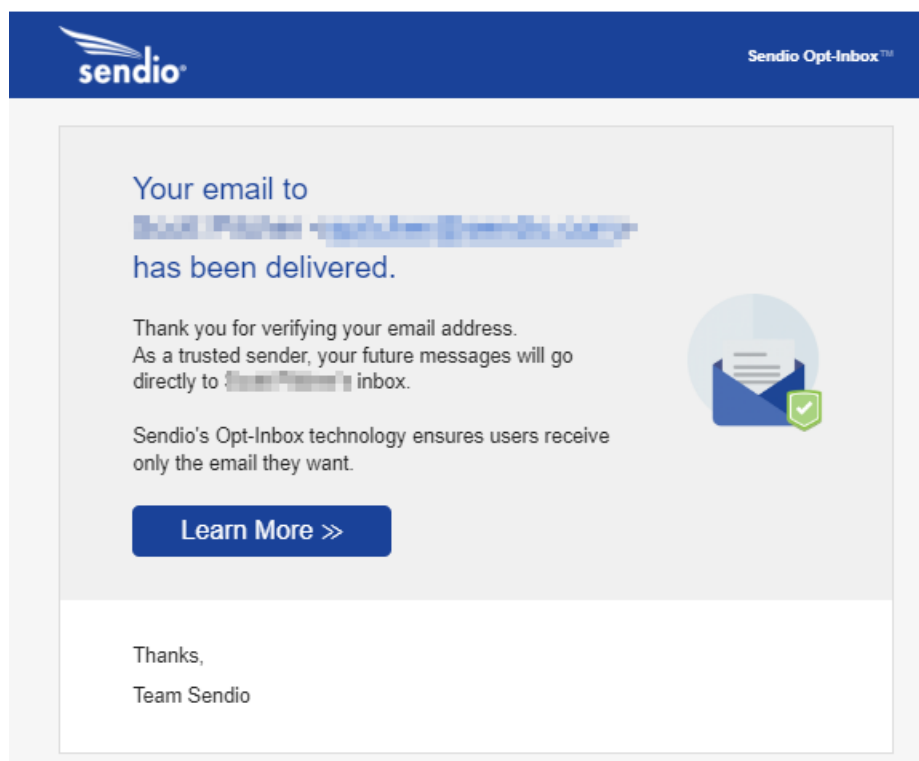 sendio®
Sendio Opt-Inbox™
Your email to
has been delivered.
Thank you for verifying your email address.
As a trusted sender, your future messages will go
directly to inbox.
Sendio's Opt-Inbox technology ensures users receive
only the email they want.
Learn More >>
Thanks,
Team Sendio